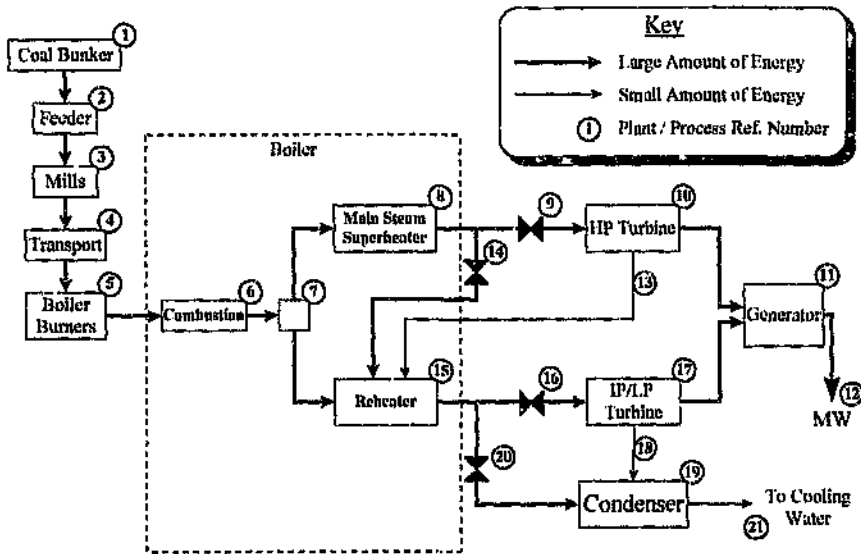 Key
Large Amount of Energy
Small Amount of Energy
1 Plant / Process Ref. Number
1
Coal Bunker
2
Feeder
3
Mills
4
Transport
5
Boiler
Burners
Boiler
6
Combustion
7
8
Main Steam
Superheater
9
10
HP Turbine
11
Generator
12
MW
13
14
15
Reheater
16
17
IP/LP
Turbine
18
19
Condenser
20
21
To Cooling
Water